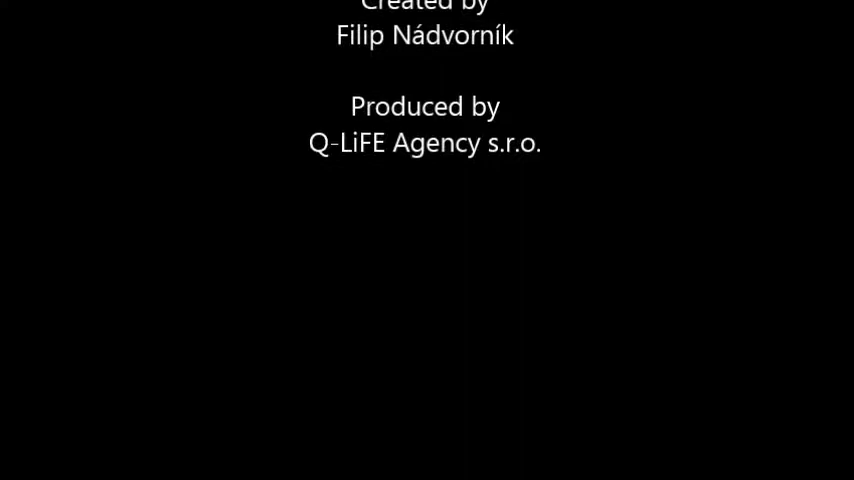 Created by
Filip Nádvorník
Produced by
Q-LiFE Agency s.r.o.